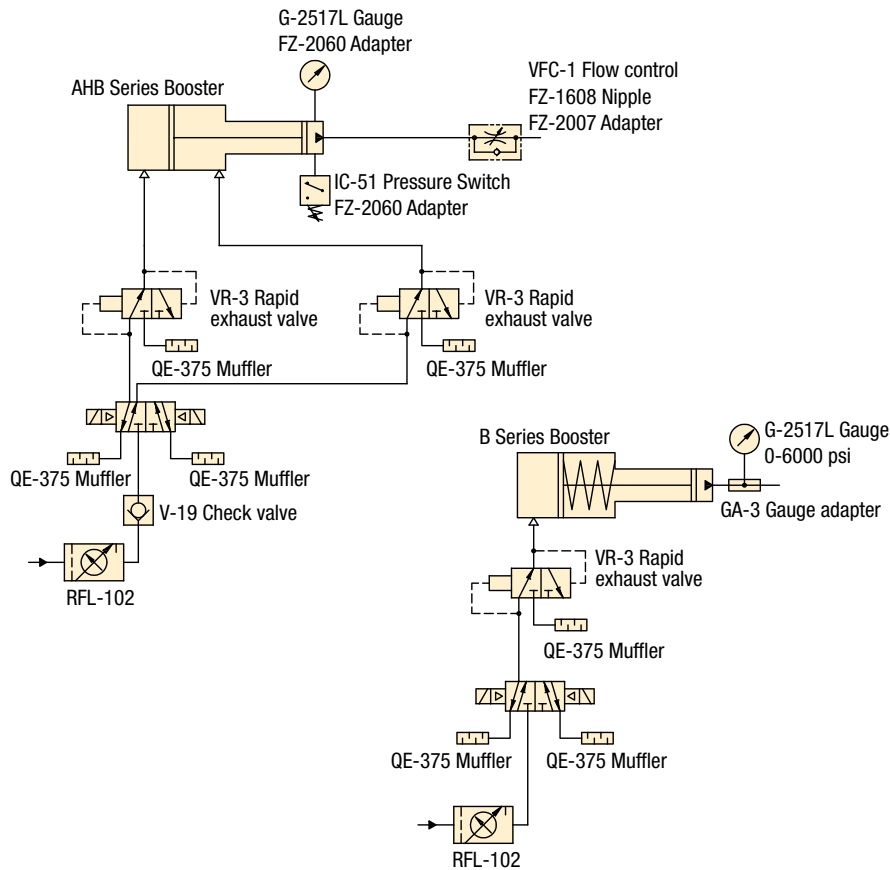 G-2517L Gauge
FZ-2060 Adapter
AHB Series Booster
VFC-1 Flow control
FZ-1608 Nipple
FZ-2007 Adapter
IC-51 Pressure Switch
FZ-2060 Adapter
VR-3 Rapid
exhaust valve
VR-3 Rapid
exhaust valve
QE-375 Muffler
QE-375 Muffler
QE-375 Muffler
QE-375 Muffler
V-19 Check valve
RFL-102
B Series Booster
G-2517L Gauge
0-6000 psi
GA-3 Gauge adapter
VR-3 Rapid
exhaust valve
QE-375 Muffler
QE-375 Muffler
QE-375 Muffler
RFL-102